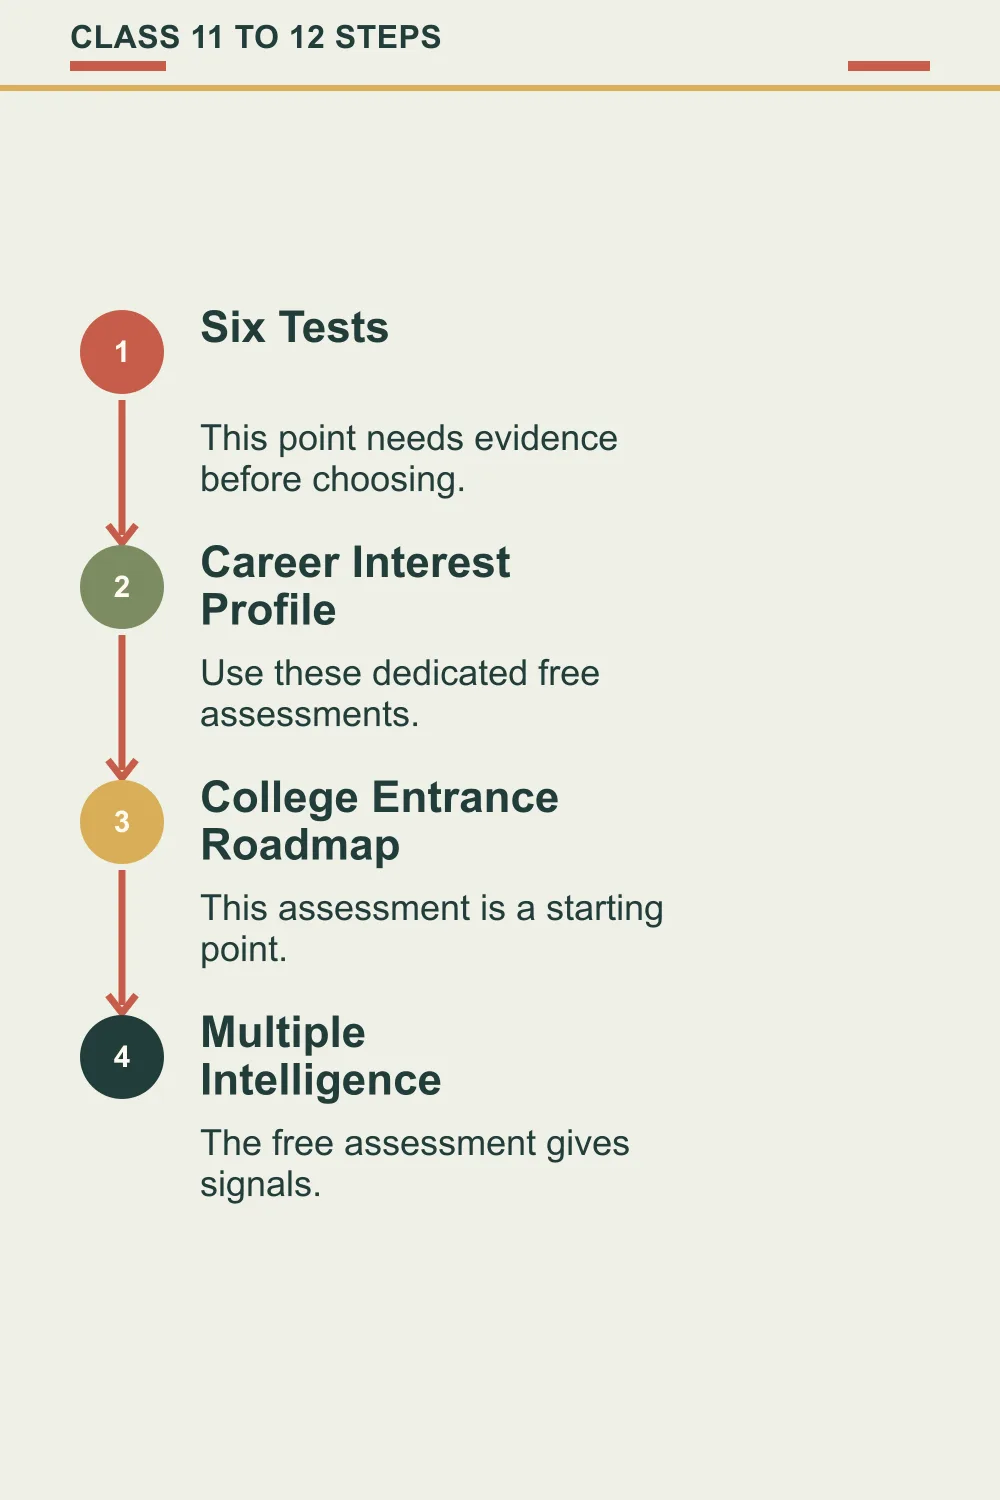 CLASS 11 TO 12 STEPS
1
Six Tests
This point needs evidence
before choosing.
2
Career Interest
Profile
Use these dedicated free
assessments.
3
College Entrance
Roadmap
This assessment is a starting
point.
4
Multiple
Intelligence
The free assessment gives
signals.